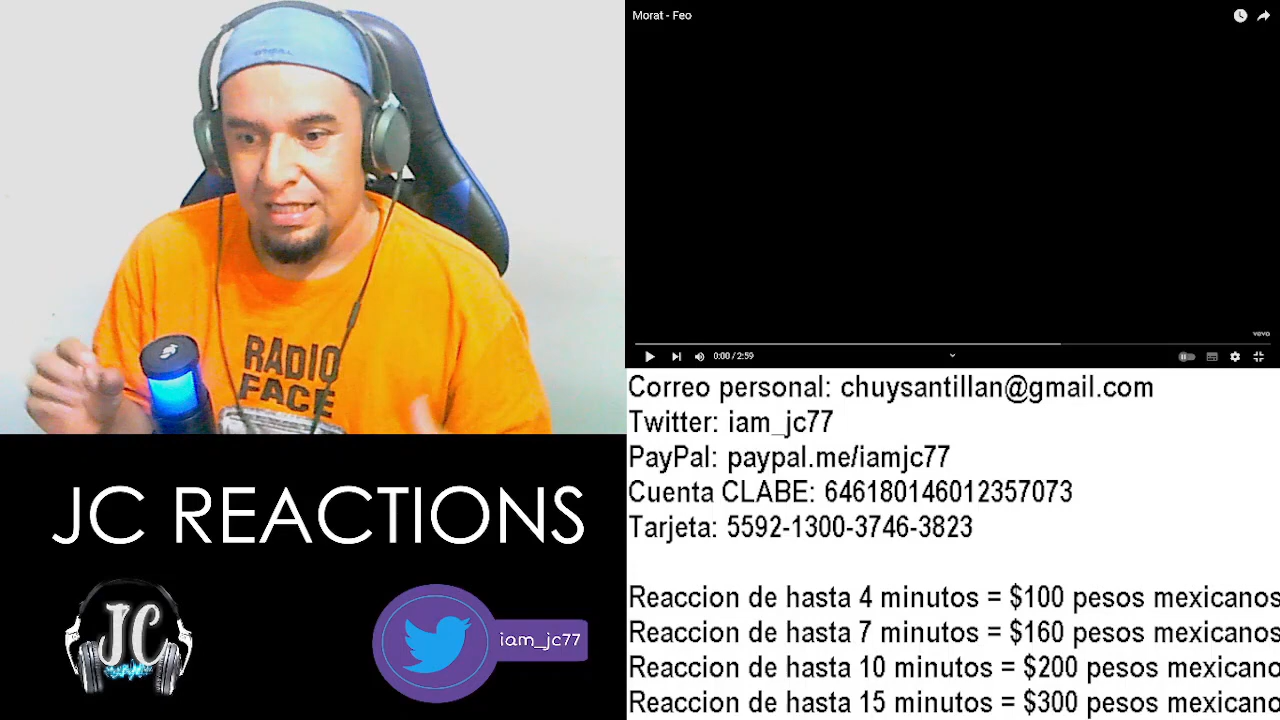 Morat - Feo
vevo
0:00 / 2:59
RADIO
FACE
Correo personal: chuysantillan@gmail.com
Twitter: iam_jc77
PayPal: paypal.me/iamjc77
Cuenta CLABE: 646180146012357073
Tarjeta: 5592-1300-3746-3823
JC REACTIONS
JC
iam_jc77
Reaccion de hasta 4 minutos = $100 pesos mexicanos
Reaccion de hasta 7 minutos = $160 pesos mexicanos
Reaccion de hasta 10 minutos = $200 pesos mexicano
Reaccion de hasta 15 minutos = $300 pesos mexicano